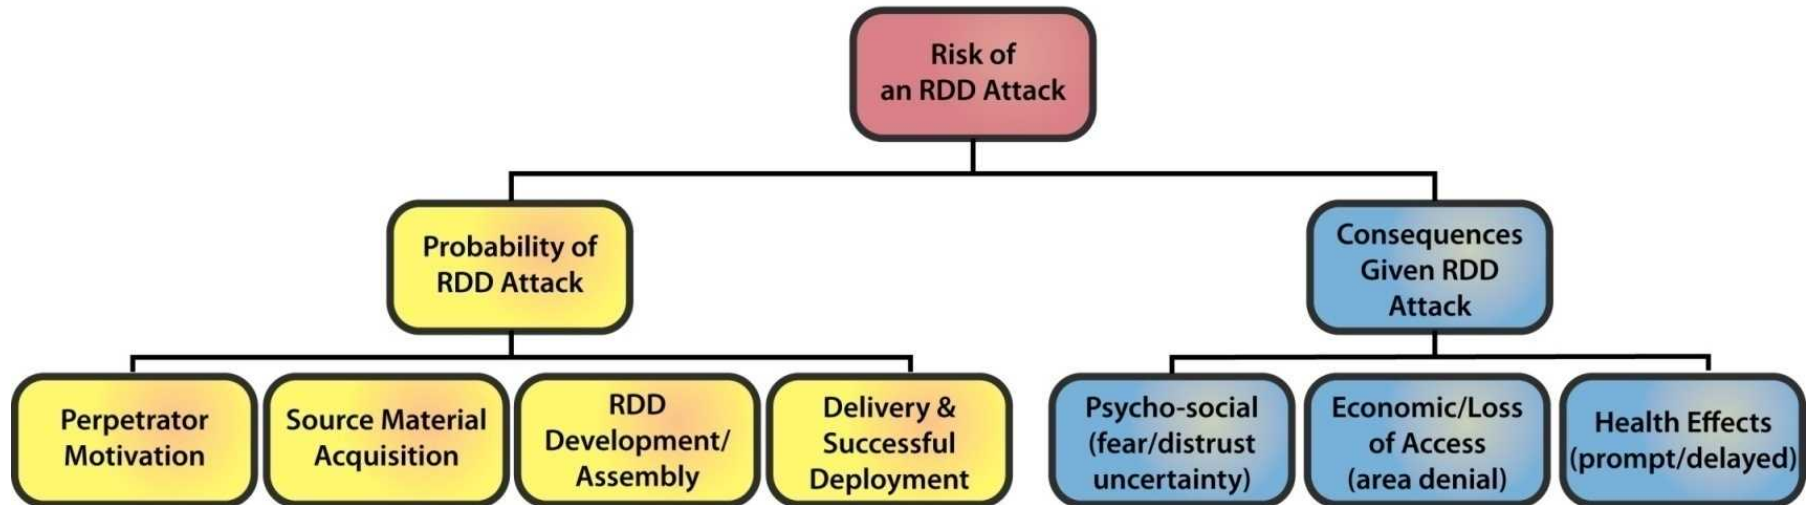 Risk of
an RDD Attack
Probability of
RDD Attack
Consequences
Given RDD
Attack
Perpetrator
Motivation
Source Material
Acquisition
RDD
Development/
Assembly
Delivery &
Successful
Deployment
Psycho-social
(fear/distrust
uncertainty)
Economic/Loss
of Access
(area denial)
Health Effects
(prompt/delayed)